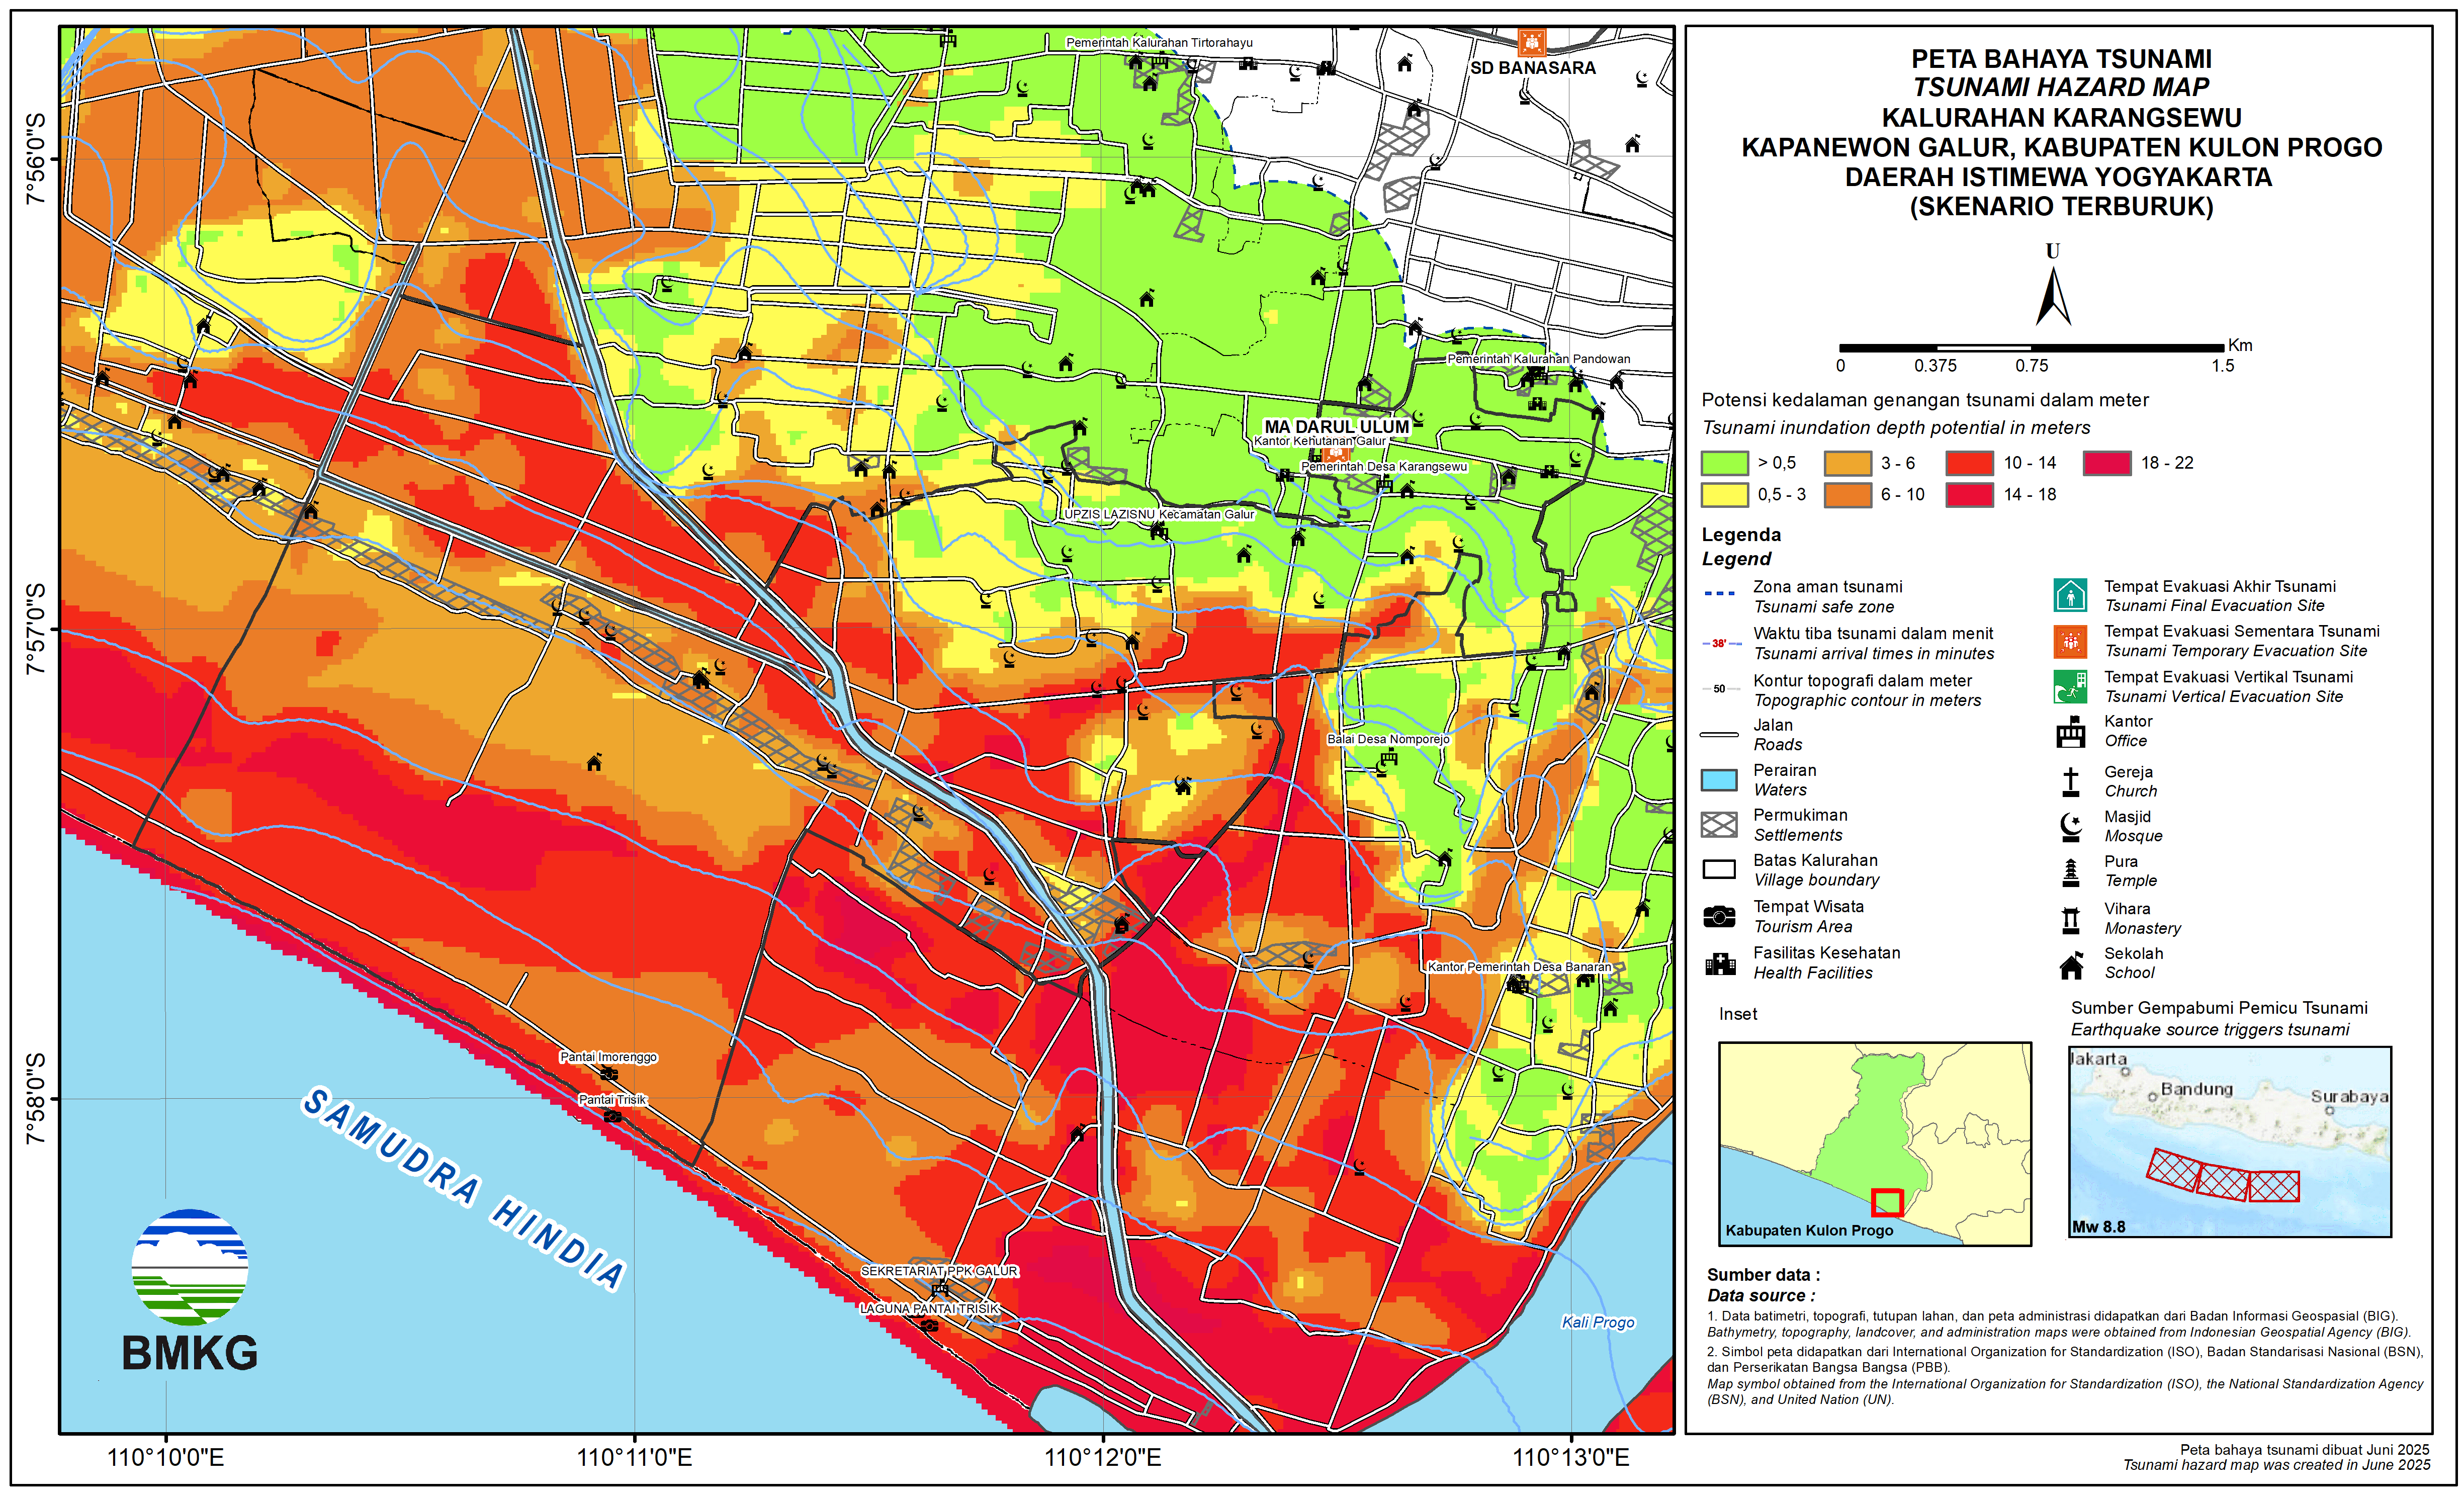 PETA BAHAYA TSUNAMI
TSUNAMI HAZARD MAP
KALURAHAN KARANGSEWU
KAPANEWON GALUR, KABUPATEN KULON PROGO
DAERAH ISTIMEWA YOGYAKARTA
(SKENARIO TERBURUK)
U
Km
0 0.375 0.75 1.5
Potensi kedalaman genangan tsunami dalam meter
Tsunami inundation depth potential in meters
> 0,5 3 - 6 10 - 14 18 - 22
0,5 - 3 6 - 10 14 - 18
Legenda
Legend
Zona aman tsunami
Tsunami safe zone
38'
Waktu tiba tsunami dalam menit
Tsunami arrival times in minutes
50
Kontur topografi dalam meter
Topographic contour in meters
Jalan
Roads
Perairan
Waters
Permukiman
Settlements
Batas Kalurahan
Village boundary
Tempat Wisata
Tourism Area
Fasilitas Kesehatan
Health Facilities
Tempat Evakuasi Akhir Tsunami
Tsunami Final Evacuation Site
Tempat Evakuasi Sementara Tsunami
Tsunami Temporary Evacuation Site
Tempat Evakuasi Vertikal Tsunami
Tsunami Vertical Evacuation Site
Kantor
Office
Gereja
Church
Masjid
Mosque
Pura
Temple
Vihara
Monastery
Sekolah
School
Inset
Kabupaten Kulon Progo
Sumber Gempabumi Pemicu Tsunami
Earthquake source triggers tsunami
Jakarta
Bandung
Surabaya
Mw 8.8
Sumber data :
Data source :
1. Data batimetri, topografi, tutupan lahan, dan peta administrasi didapatkan dari Badan Informasi Geospasial (BIG).
Bathymetry, topography, landcover, and administration maps were obtained from Indonesian Geospatial Agency (BIG).
2. Simbol peta didapatkan dari International Organization for Standardization (ISO), Badan Standarisasi Nasional (BSN),
dan Perserikatan Bangsa Bangsa (PBB).
Map symbol obtained from the International Organization for Standardization (ISO), the National Standardization Agency
(BSN), and United Nation (UN).
Peta bahaya tsunami dibuat Juni 2025
Tsunami hazard map was created in June 2025
Pemerintah Kalurahan Tirtorahayu
SD BANASARA
Pemerintah Kalurahan Pandowan
MA DARUL ULUM
Kantor Kehutanan Galur
Pemerintah Desa Karangsewu
UPZIS LAZISNU Kecamatan Galur
Balai Desa Nomporejo
Kantor Pemerintah Desa Banaran
Pantai Imorenggo
Pantai Trisik
SAMUDRA HINDIA
SEKRETARIAT PPK GALUR
LAGUNA PANTAI TRISIK
Kali Progo
BMKG
7°56'0"S
7°57'0"S
7°58'0"S
110°10'0"E 110°11'0"E 110°12'0"E 110°13'0"E